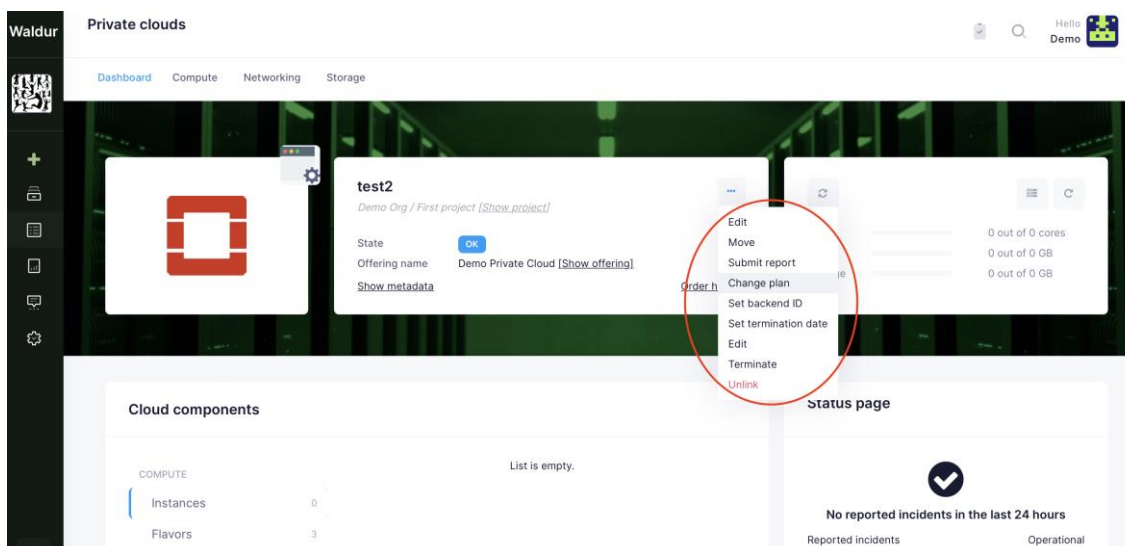 Waldur
Private clouds
Hello
Demo
Dashboard Compute Networking Storage
test2
Demo Org / First project [Show project]
State OK
Offering name Demo Private Cloud [Show offering]
Show metadata
Order h
Edit
Move
Submit report
Change plan
Set backend ID
Set termination date
Edit
Terminate
Unlink
0 out of 0 cores
0 out of 0 GB
0 out of 0 GB
Cloud components
COMPUTE
Instances 0
Flavors 3
List is empty.
Status page
No reported incidents in the last 24 hours
Reported incidents Operational